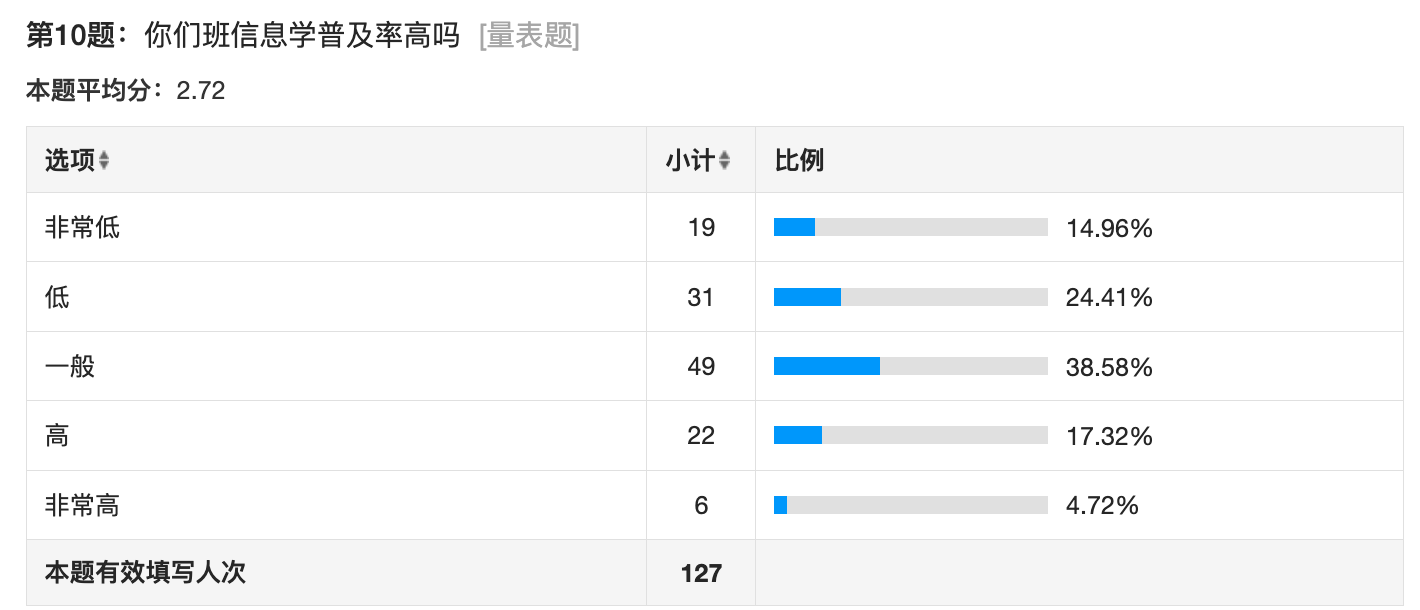 第10题：你们班信息学普及率高吗 [量表题]
本题平均分：2.72
选项 小计 比例
非常低 19 14.96%
低 31 24.41%
一般 49 38.58%
高 22 17.32%
非常高 6 4.72%
本题有效填写人次 127